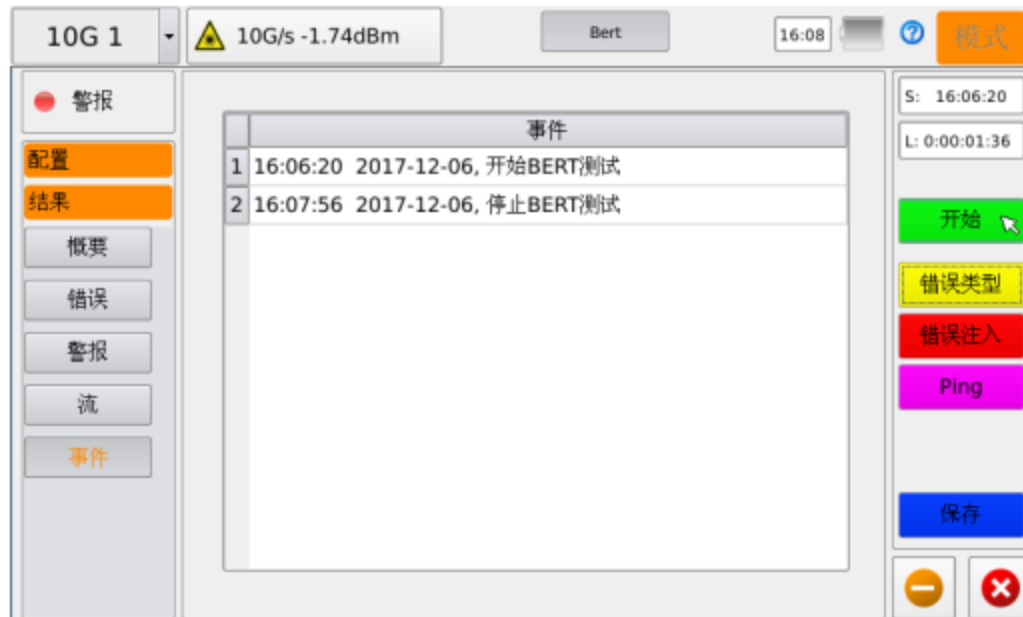 10G 1
10G/s -1.74dBm
Bert
16:08
模式
警报
配置
结果
概要
错误
警报
流
事件
事件
1 16:06:20 2017-12-06, 开始BERT测试
2 16:07:56 2017-12-06, 停止BERT测试
S: 16:06:20
L: 0:00:01:36
开始
错误类型
错误注入
Ping
保存